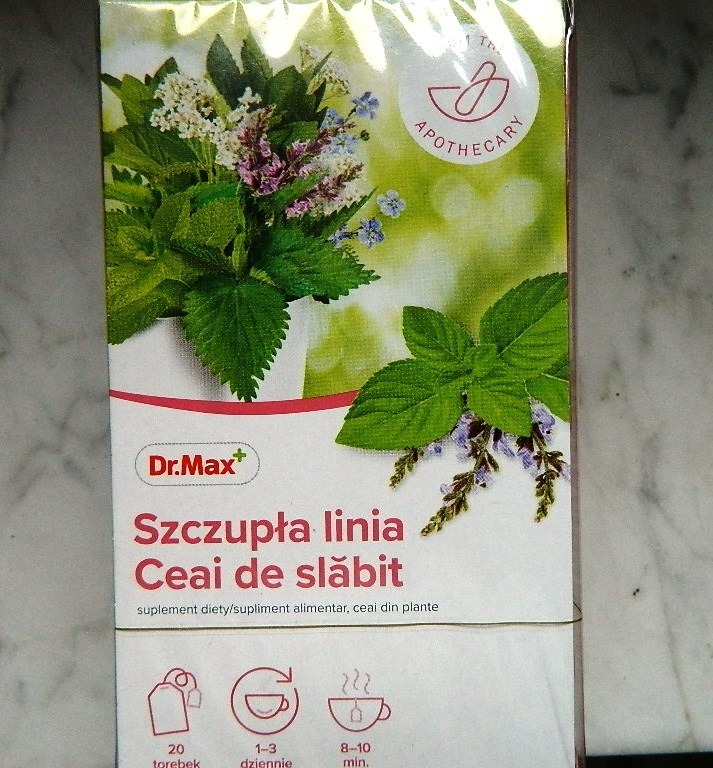 APOTHECARY
Dr.Max+
Szczupła linia
Ceai de slăbit
suplement diety/supliment alimentar, ceai din plante
20
torebek
1–3
dziennie
8–10
min.